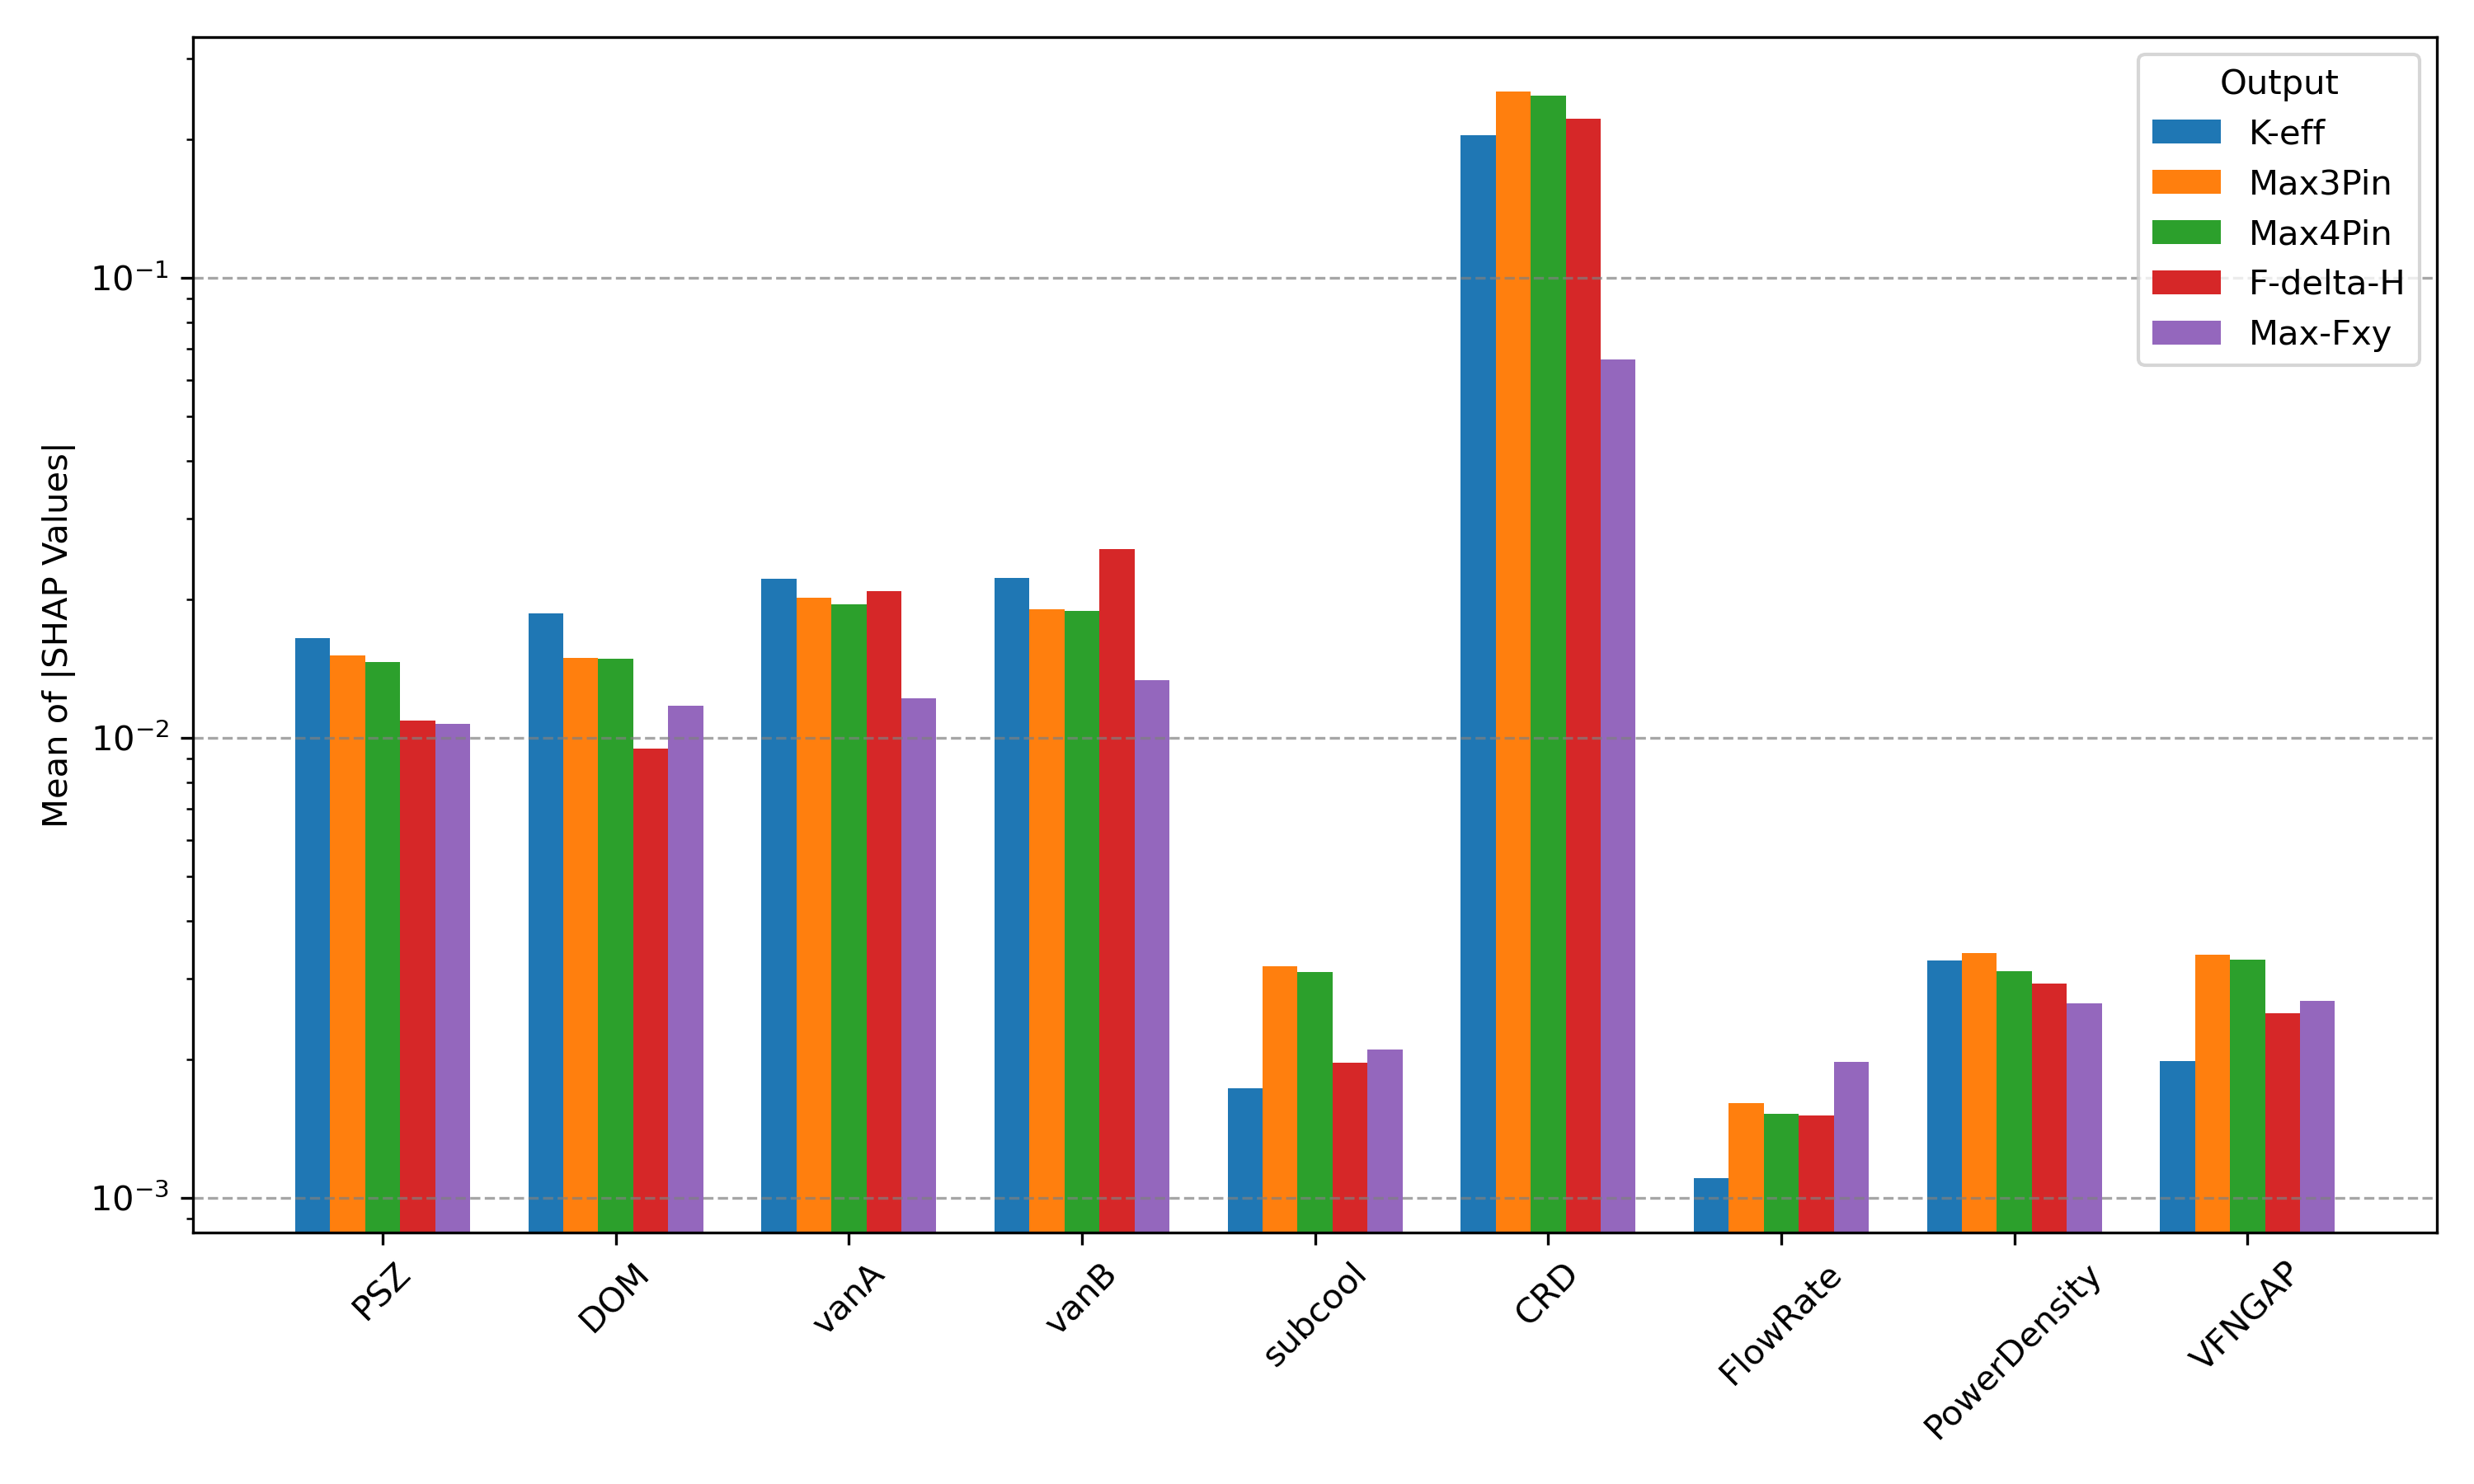 Output
K-eff
Max3Pin
Max4Pin
F-delta-H
Max-Fxy
Mean of |SHAP Values|
10⁻¹
10⁻²
10⁻³
PSZ
DOM
vanA
vanB
subcool
CRD
FlowRate
PowerDensity
VFNGAP